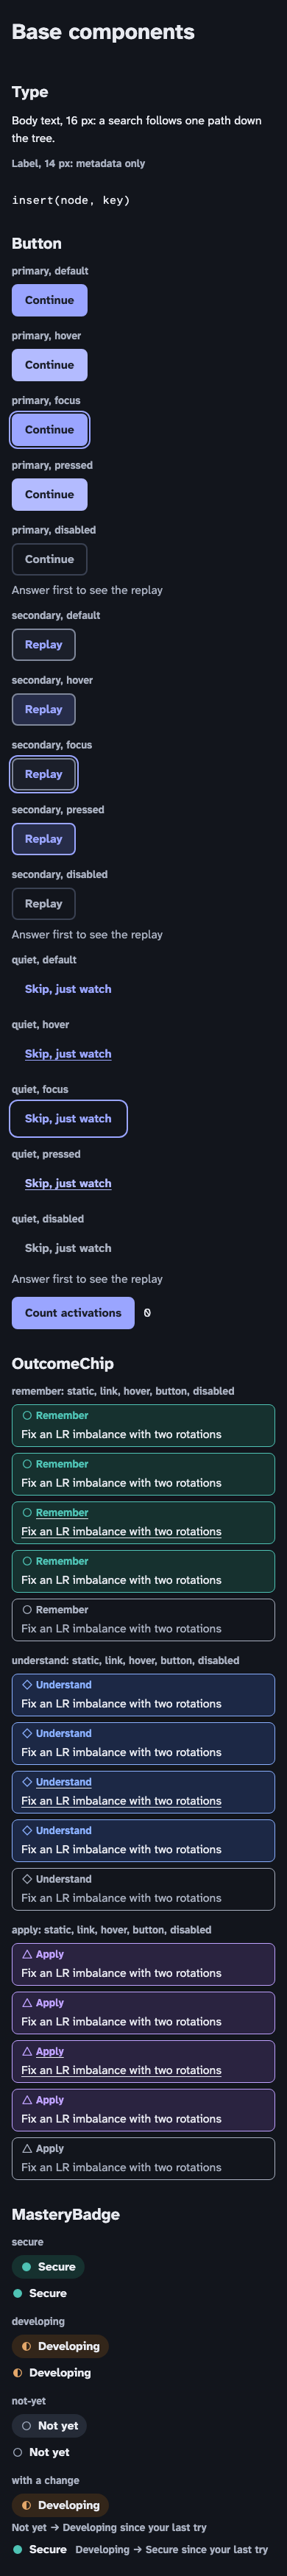 Base components
Type
Body text, 16 px: a search follows one path down
the tree.
Label, 14 px: metadata only
insert(node, key)
Button
primary, default
Continue
primary, hover
Continue
primary, focus
Continue
primary, pressed
Continue
primary, disabled
Continue
Answer first to see the replay
secondary, default
Replay
secondary, hover
Replay
secondary, focus
Replay
secondary, pressed
Replay
secondary, disabled
Replay
Answer first to see the replay
quiet, default
Skip, just watch
quiet, hover
Skip, just watch
quiet, focus
Skip, just watch
quiet, pressed
Skip, just watch
quiet, disabled
Skip, just watch
Answer first to see the replay
Count activations 0
OutcomeChip
remember: static, link, hover, button, disabled
Remember
Fix an LR imbalance with two rotations
Remember
Fix an LR imbalance with two rotations
Remember
Fix an LR imbalance with two rotations
Remember
Fix an LR imbalance with two rotations
Remember
Fix an LR imbalance with two rotations
understand: static, link, hover, button, disabled
Understand
Fix an LR imbalance with two rotations
Understand
Fix an LR imbalance with two rotations
Understand
Fix an LR imbalance with two rotations
Understand
Fix an LR imbalance with two rotations
Understand
Fix an LR imbalance with two rotations
apply: static, link, hover, button, disabled
Apply
Fix an LR imbalance with two rotations
Apply
Fix an LR imbalance with two rotations
Apply
Fix an LR imbalance with two rotations
Apply
Fix an LR imbalance with two rotations
Apply
Fix an LR imbalance with two rotations
MasteryBadge
secure
Secure
Secure
developing
Developing
Developing
not-yet
Not yet
Not yet
with a change
Developing
Not yet → Developing since your last try
Secure Developing → Secure since your last try